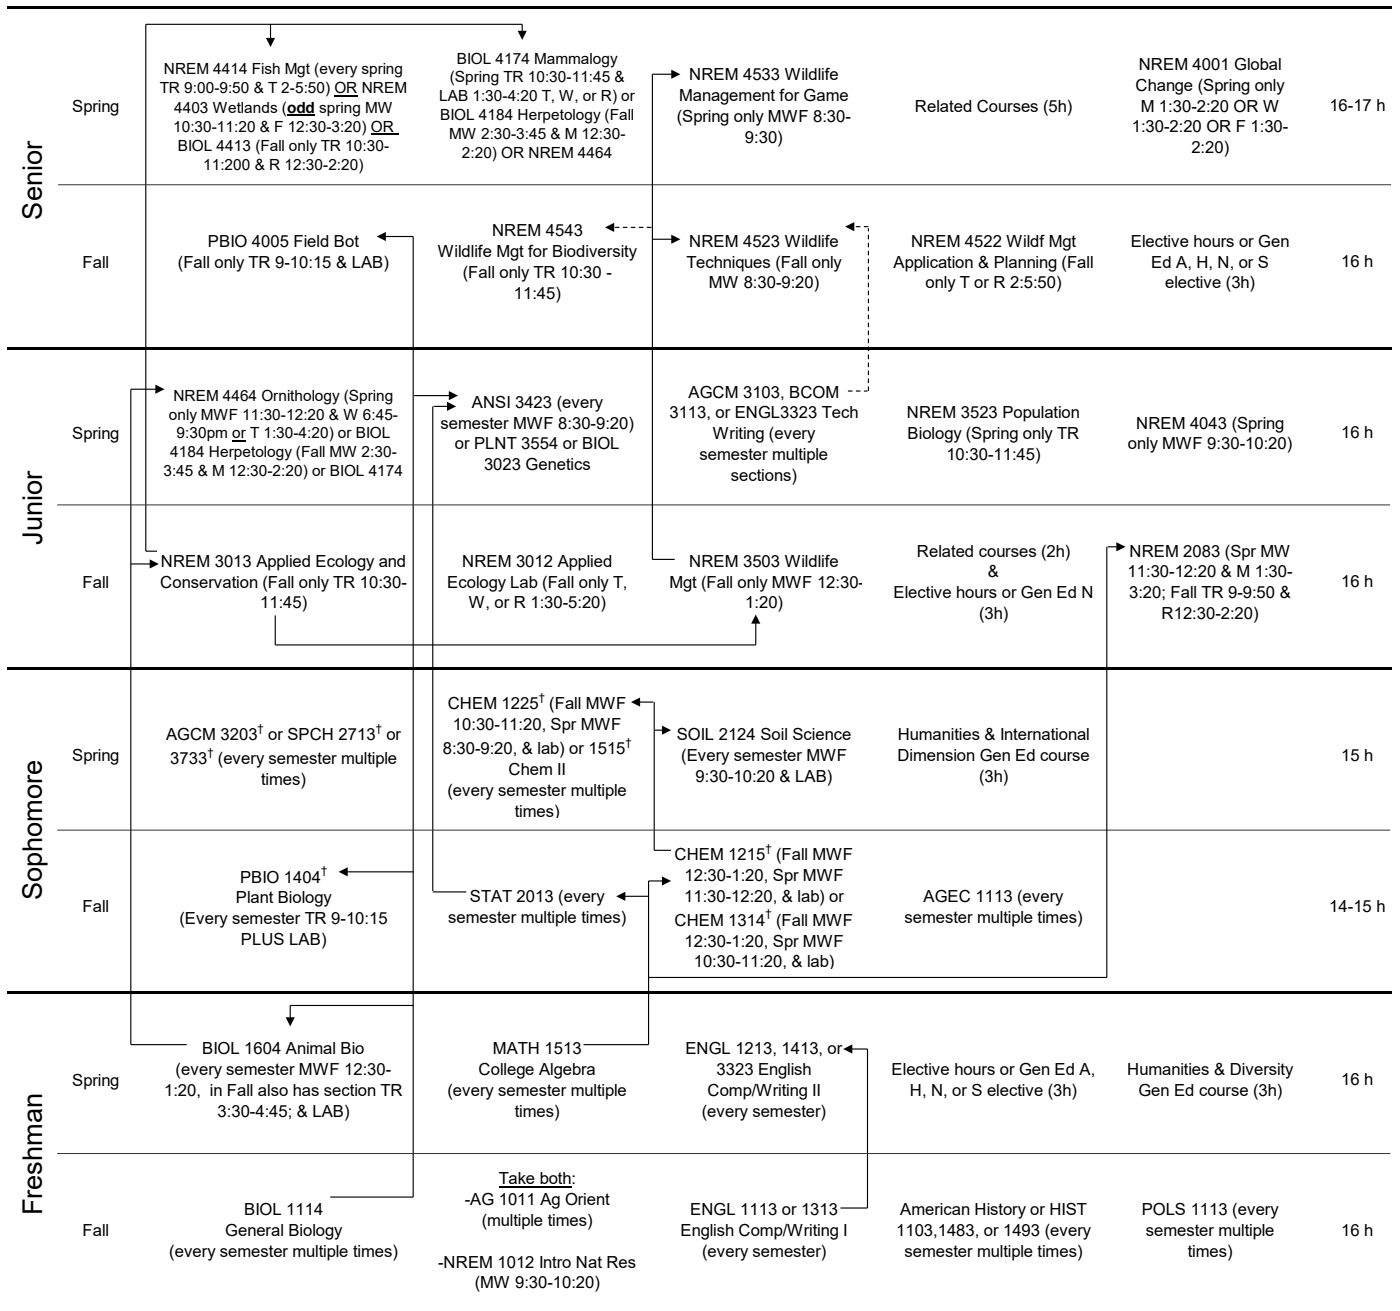 Senior
Spring
NREM 4414 Fish Mgt (every spring
TR 9:00-9:50 & T 2-5:50) OR NREM
4403 Wetlands (odd spring MW
10:30-11:20 & F 12:30-3:20) OR
BIOL 4413 (Fall only TR 10:30-
11:200 & R 12:30-2:20)
BIOL 4174 Mammalogy
(Spring TR 10:30-11:45 &
LAB 1:30-4:20 T, W, or R) or
BIOL 4184 Herpetology (Fall
MW 2:30-3:45 & M 12:30-
2:20) OR NREM 4464
NREM 4533 Wildlife
Management for Game
(Spring only MWF 8:30-
9:30)
Related Courses (5h)
NREM 4001 Global
Change (Spring only
M 1:30-2:20 OR W
1:30-2:20 OR F 1:30-
2:20)
16-17 h
Fall
PBIO 4005 Field Bot
(Fall only TR 9-10:15 & LAB)
NREM 4543
Wildlife Mgt for Biodiversity
(Fall only TR 10:30 -
11:45)
NREM 4523 Wildlife
Techniques (Fall only
MW 8:30-9:20)
NREM 4522 Wildf Mgt
Application & Planning (Fall
only T or R 2:5:50)
Elective hours or Gen
Ed A, H, N, or S
elective (3h)
16 h
Junior
Spring
NREM 4464 Ornithology (Spring
only MWF 11:30-12:20 & W 6:45-
9:30pm or T 1:30-4:20) or BIOL
4184 Herpetology (Fall MW 2:30-
3:45 & M 12:30-2:20) or BIOL 4174
ANSI 3423 (every
semester MWF 8:30-9:20)
or PLNT 3554 or BIOL
3023 Genetics
AGCM 3103, BCOM
3113, or ENGL3323 Tech
Writing (every
semester multiple
sections)
NREM 3523 Population
Biology (Spring only TR
10:30-11:45)
NREM 4043 (Spring
only MWF 9:30-10:20)
16 h
Fall
NREM 3013 Applied Ecology and
Conservation (Fall only TR 10:30-
11:45)
NREM 3012 Applied
Ecology Lab (Fall only T,
W, or R 1:30-5:20)
NREM 3503 Wildlife
Mgt (Fall only MWF 12:30-
1:20)
Related courses (2h)
&
Elective hours or Gen Ed N
(3h)
NREM 2083 (Spr MW
11:30-12:20 & M 1:30-
3:20; Fall TR 9-9:50 &
R12:30-2:20)
16 h
Sophomore
Spring
AGCM 3203† or SPCH 2713† or
3733† (every semester multiple
times)
CHEM 1225† (Fall MWF
10:30-11:20, Spr MWF
8:30-9:20, & lab) or 1515†
Chem II
(every semester multiple
times)
SOIL 2124 Soil Science
(Every semester MWF
9:30-10:20 & LAB)
Humanities & International
Dimension Gen Ed course
(3h)
15 h
Fall
PBIO 1404†
Plant Biology
(Every semester TR 9-10:15
PLUS LAB)
STAT 2013 (every
semester multiple times)
CHEM 1215† (Fall MWF
12:30-1:20, Spr MWF
11:30-12:20, & lab) or
CHEM 1314† (Fall MWF
12:30-1:20, Spr MWF
10:30-11:20, & lab)
AGEC 1113 (every
semester multiple times)
14-15 h
Freshman
Spring
BIOL 1604 Animal Bio
(every semester MWF 12:30-
1:20, in Fall also has section TR
3:30-4:45; & LAB)
MATH 1513
College Algebra
(every semester multiple
times)
ENGL 1213, 1413, or
3323 English
Comp/Writing II
(every semester)
Elective hours or Gen Ed A,
H, N, or S elective (3h)
Humanities & Diversity
Gen Ed course (3h)
16 h
Fall
BIOL 1114
General Biology
(every semester multiple times)
Take both:
-AG 1011 Ag Orient
(multiple times)
-NREM 1012 Intro Nat Res
(MW 9:30-10:20)
ENGL 1113 or 1313
English Comp/Writing I
(every semester)
American History or HIST
1103,1483, or 1493 (every
semester multiple times)
POLS 1113 (every
semester multiple
times)
16 h